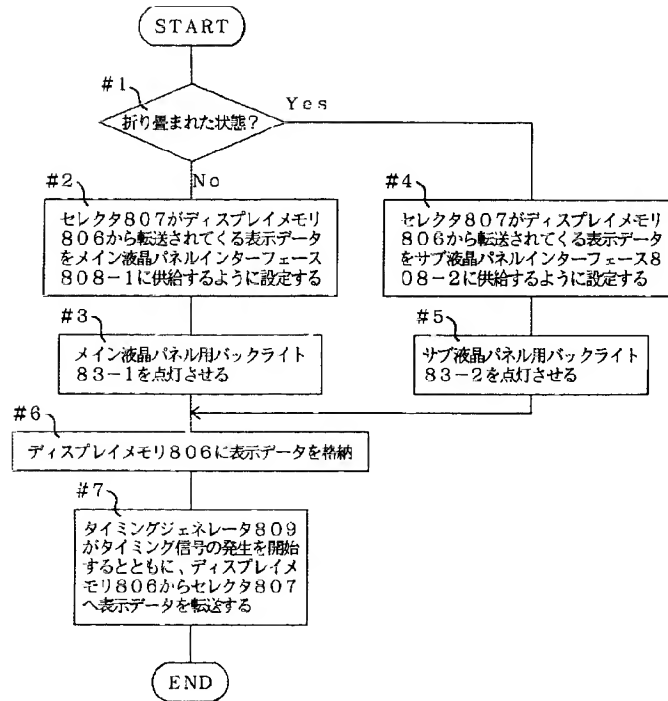 START
#1
折り畳まれた状態?
Yes
No
#2
セレクタ807がディスプレイメモリ
806から転送されてくる表示データ
をメイン液晶パネルインターフェース
808-1に供給するように設定する
#4
セレクタ807がディスプレイメモリ
806から転送されてくる表示データ
をサブ液晶パネルインターフェース8
08-2に供給するように設定する
#3
メイン液晶パネル用バックライト
83-1を点灯させる
#5
サブ液晶パネル用バックライト
83-2を点灯させる
#6
ディスプレイメモリ806に表示データを格納
#7
タイミングジェネレータ809
がタイミング信号の発生を開始
するとともに、ディスプレイメ
モリ806からセレクタ807
へ表示データを転送する
END